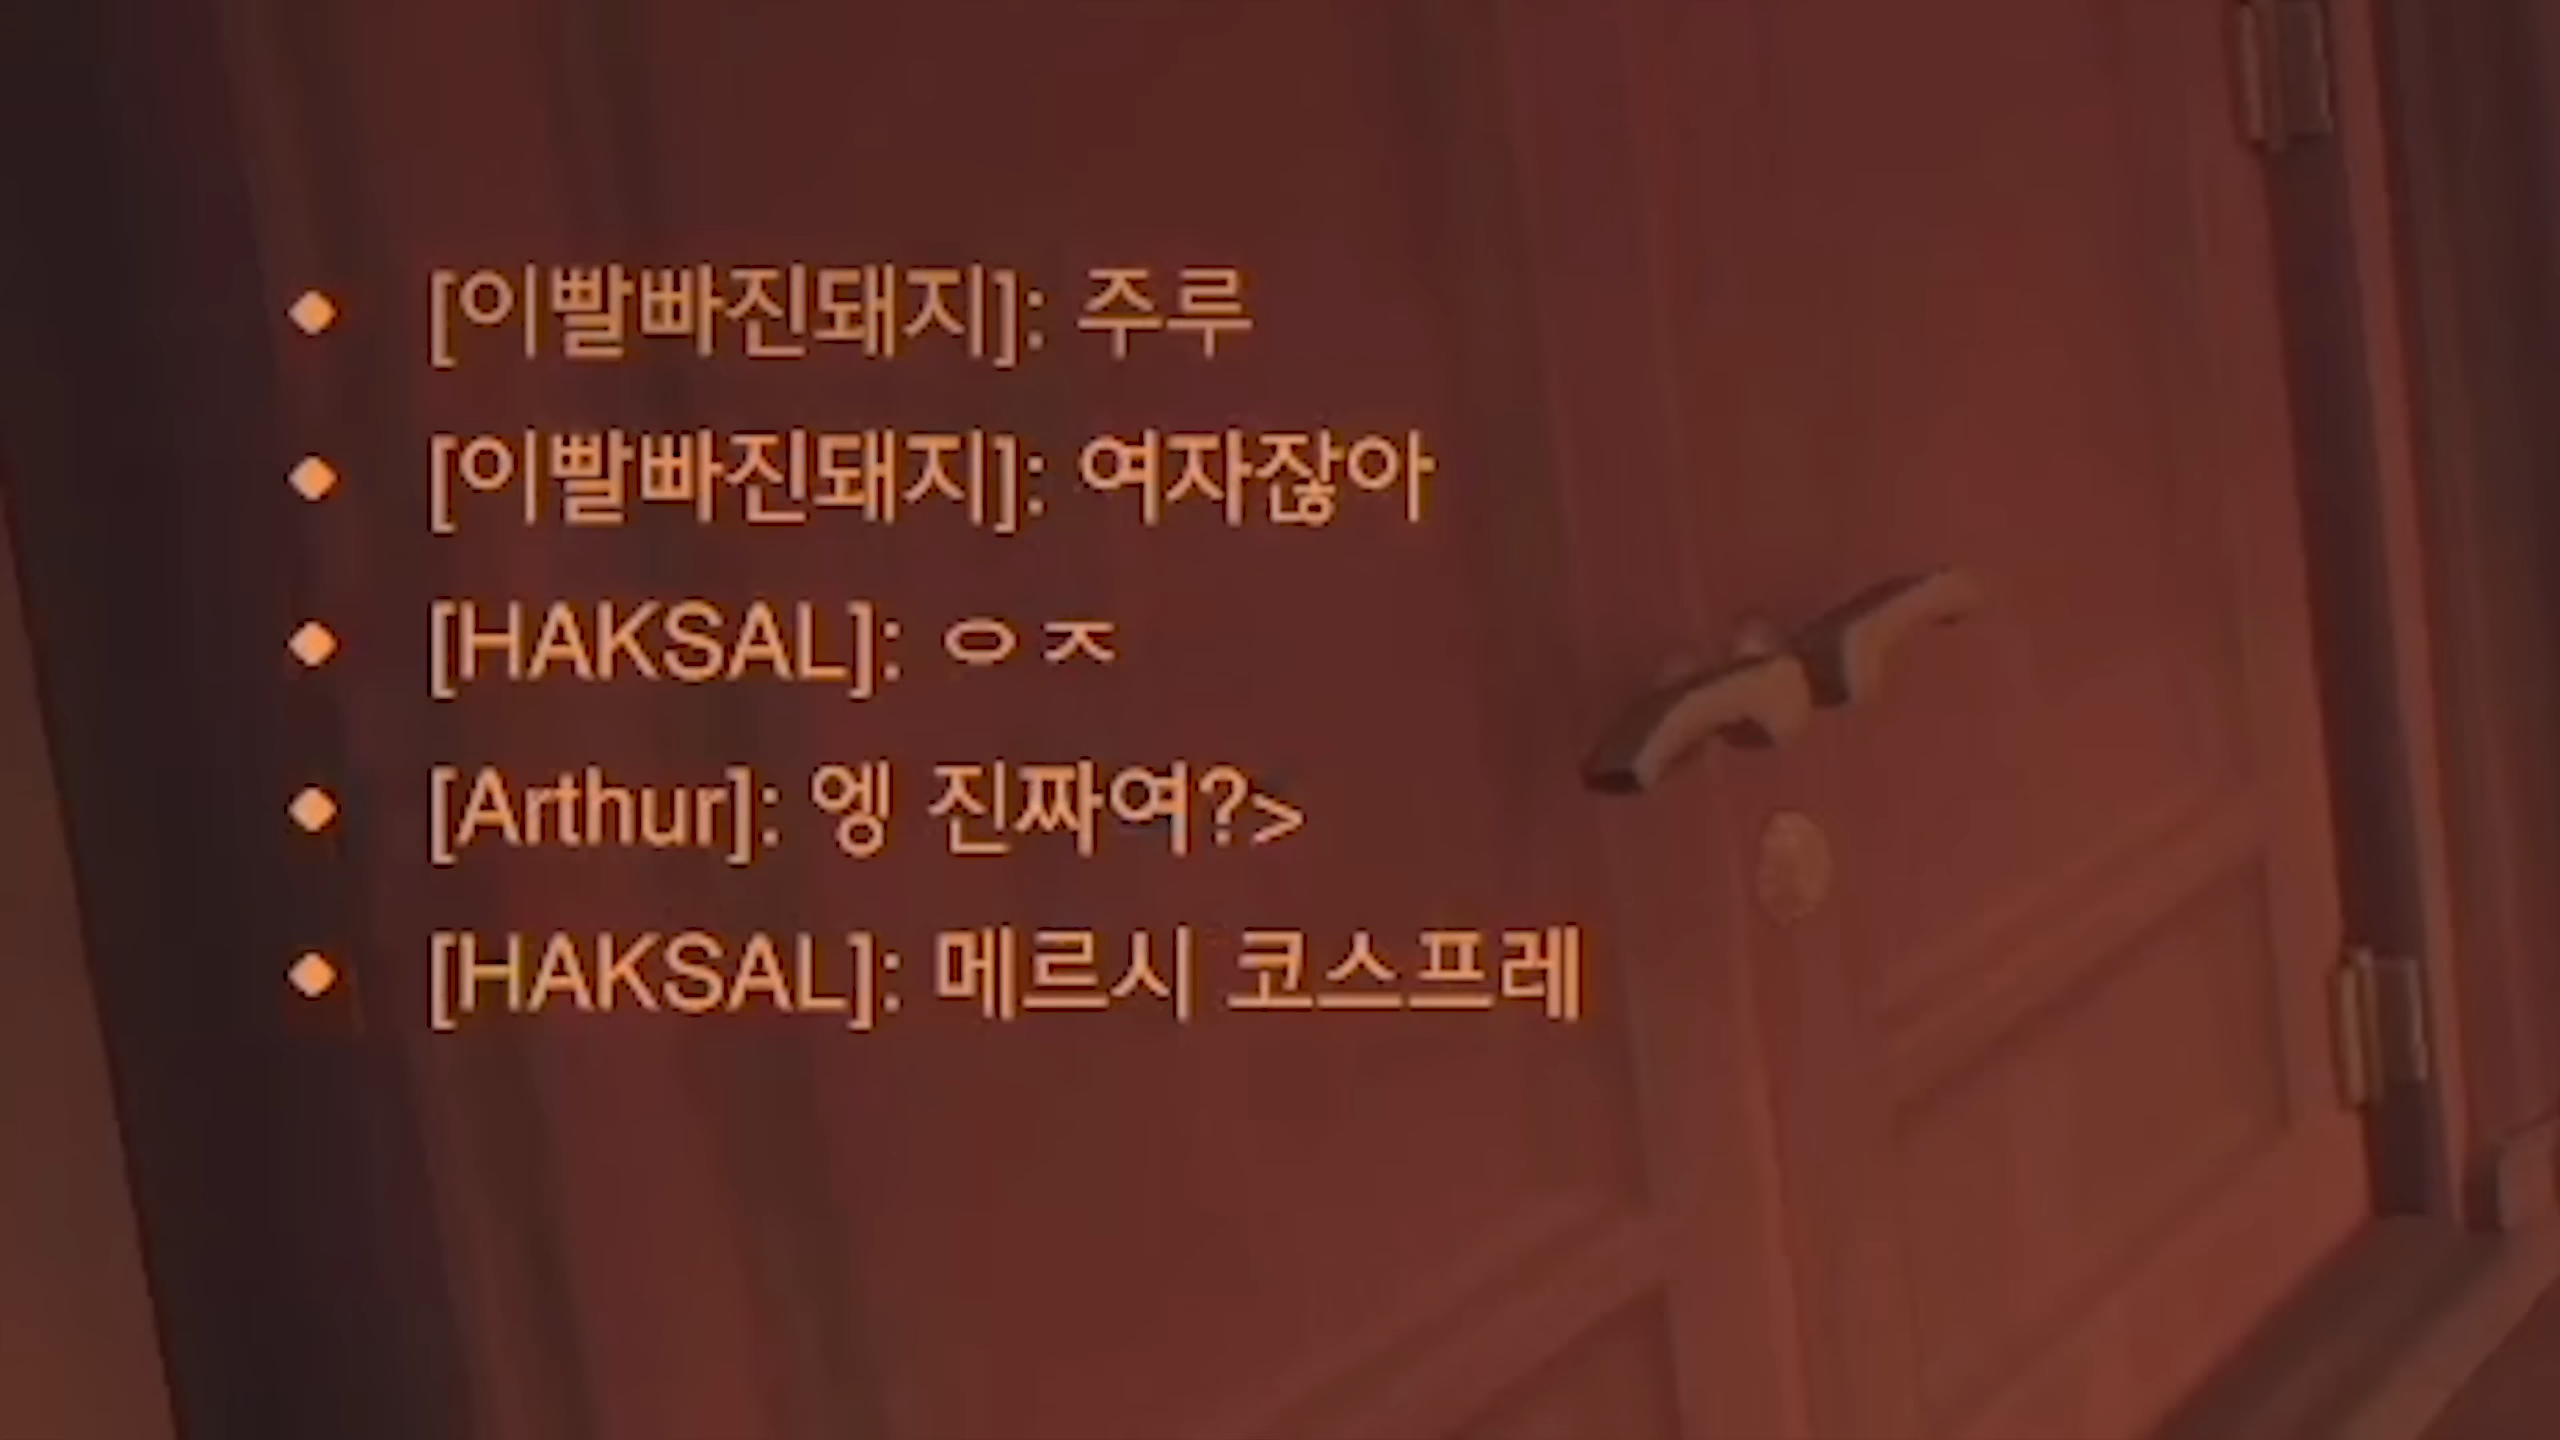 [이빨빠진돼지]: 주루
[이빨빠진돼지]: 여자잖아
[HAKSAL]: ㅇㅈ
[Arthur]: 엥 진짜여?>
[HAKSAL]: 메르시 코스프레